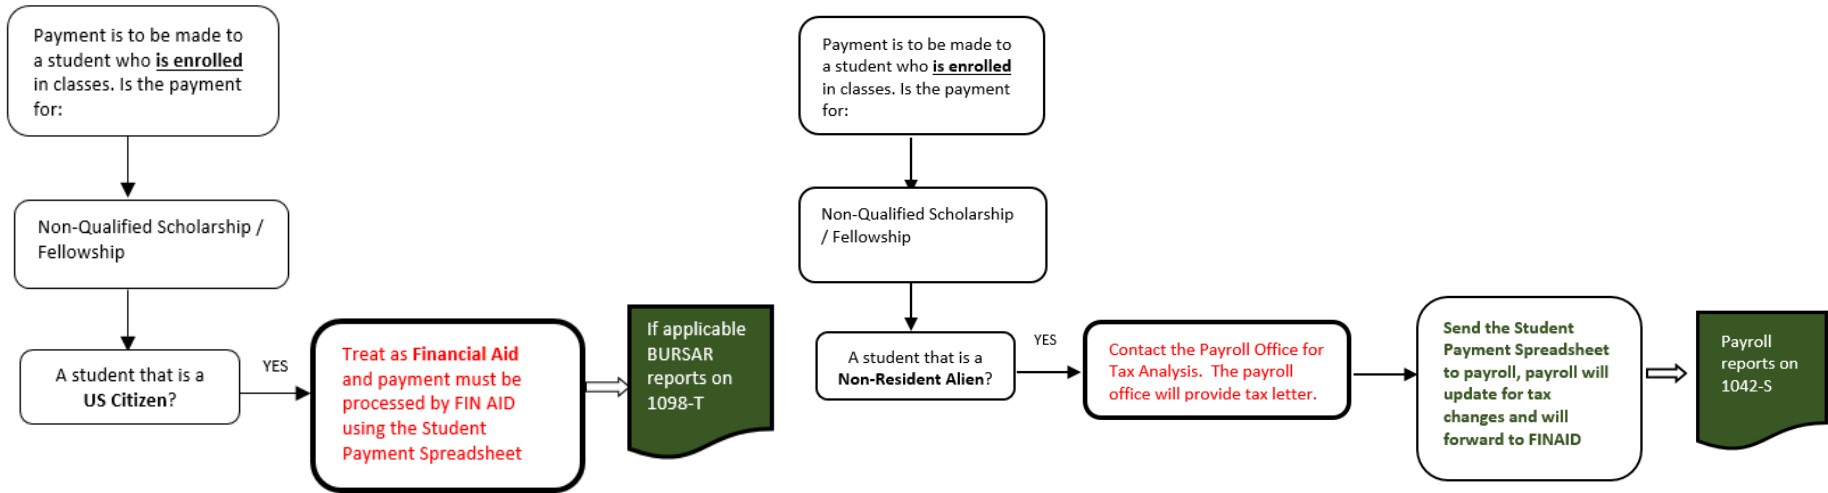 Payment is to be made to
a student who is enrolled
in classes. Is the payment
for:
Non-Qualified Scholarship /
Fellowship
A student that is a
US Citizen?
YES
Treat as Financial Aid
and payment must be
processed by FIN AID
using the Student
Payment Spreadsheet
If applicable
BURSAR
reports on
1098-T
Payment is to be made to
a student who is enrolled
in classes. Is the payment
for:
Non-Qualified Scholarship
/ Fellowship
A student that is a
Non-Resident Alien?
YES
Contact the Payroll Office for
Tax Analysis.  The payroll
office will provide tax letter.
Send the Student
Payment Spreadsheet
to payroll, payroll will
update for tax
changes and will
forward to FINAID
Payroll
reports on
1042-S